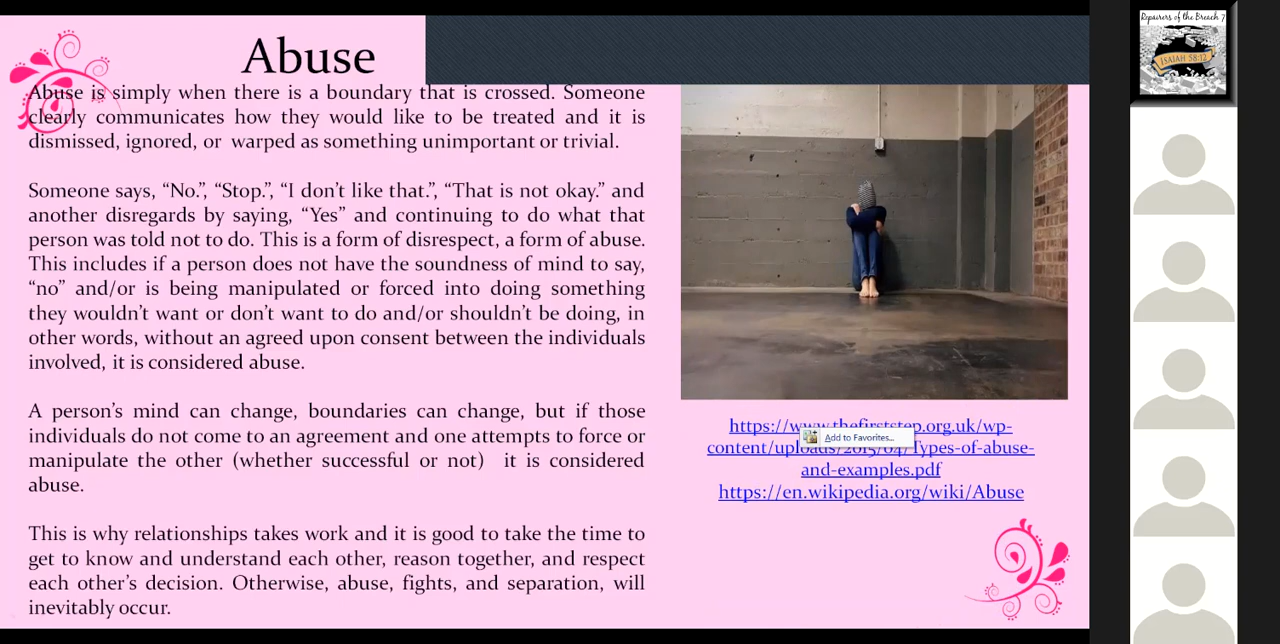 Abuse
Abuse is simply when there is a boundary that is crossed. Someone
clearly communicates how they would like to be treated and it is
dismissed, ignored, or warped as something unimportant or trivial.
Someone says, “No.”, “Stop.”, “I don’t like that.”, “That is not okay.” and
another disregards by saying, “Yes” and continuing to do what that
person was told not to do. This is a form of disrespect, a form of abuse.
This includes if a person does not have the soundness of mind to say,
“no” and/or is being manipulated or forced into doing something
they wouldn’t want or don’t want to do and/or shouldn’t be doing, in
other words, without an agreed upon consent between the individuals
involved, it is considered abuse.
A person’s mind can change, boundaries can change, but if those
individuals do not come to an agreement and one attempts to force or
manipulate the other (whether successful or not) it is considered
abuse.
This is why relationships takes work and it is good to take the time to
get to know and understand each other, reason together, and respect
each other’s decision. Otherwise, abuse, fights, and separation, will
inevitably occur.
https://www.thefirststep.org.uk/wp-
Add to Favorites...
content/uploads/2015/04/Types-of-abuse-
and-examples.pdf
https://en.wikipedia.org/wiki/Abuse
Repairers of the Breach 7
ISAIAH 58:12